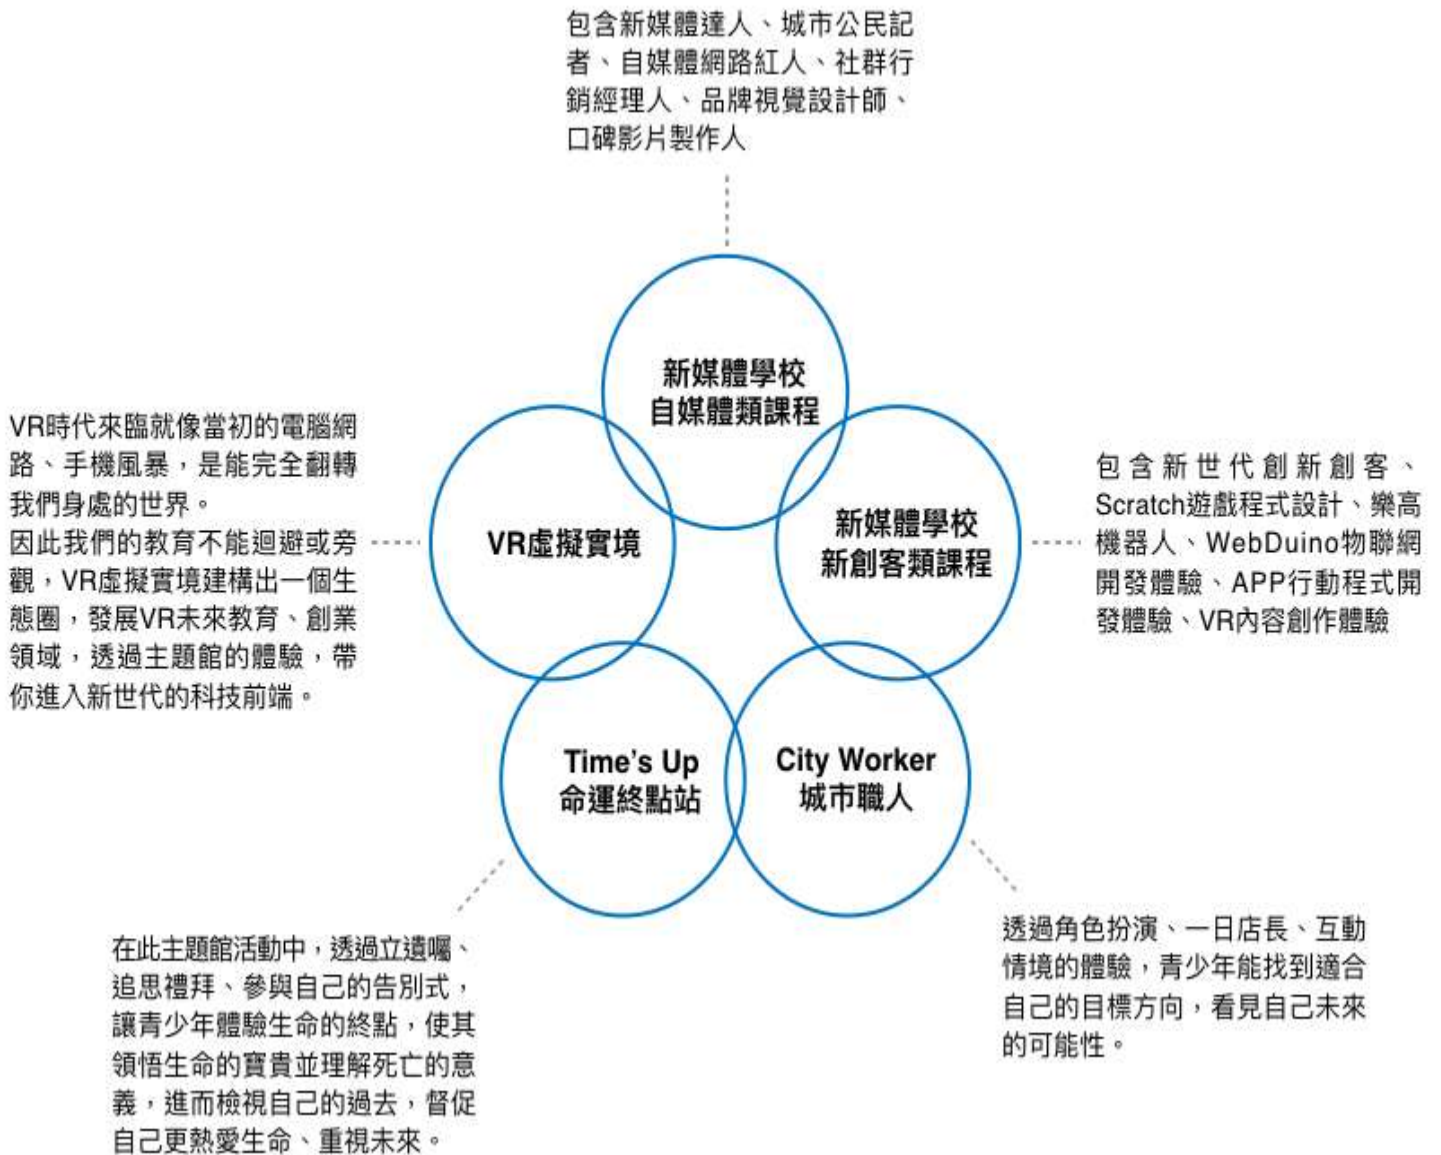 包含新媒體達人、城市公民記
者、自媒體網路紅人、社群行
銷經理人、品牌視覺設計師、
口碑影片製作人
新媒體學校
自媒體類課程
VR時代來臨就像當初的電腦網
路、手機風暴，是能完全翻轉
我們身處的世界。
因此我們的教育不能迴避或旁
觀，VR虛擬實境建構出一個生
態圈，發展VR未來教育、創業
領域，透過主題館的體驗，帶
你進入新世代的科技前端。
VR虛擬實境
新媒體學校
新創客類課程
包含新世代創新創客、
Scratch遊戲程式設計、樂高
機器人、WebDuino物聯網
開發體驗、APP行動程式開
發體驗、VR內容創作體驗
Time's Up
命運終點站
City Worker
城市職人
在此主題館活動中，透過立遺囑、
追思禮拜、參與自己的告別式，
讓青少年體驗生命的終點，使其
領悟生命的寶貴並理解死亡的意
義，進而檢視自己的過去，督促
自己更熱愛生命、重視未來。
透過角色扮演、一日店長、互動
情境的體驗，青少年能找到適合
自己的目標方向，看見自己未來
的可能性。